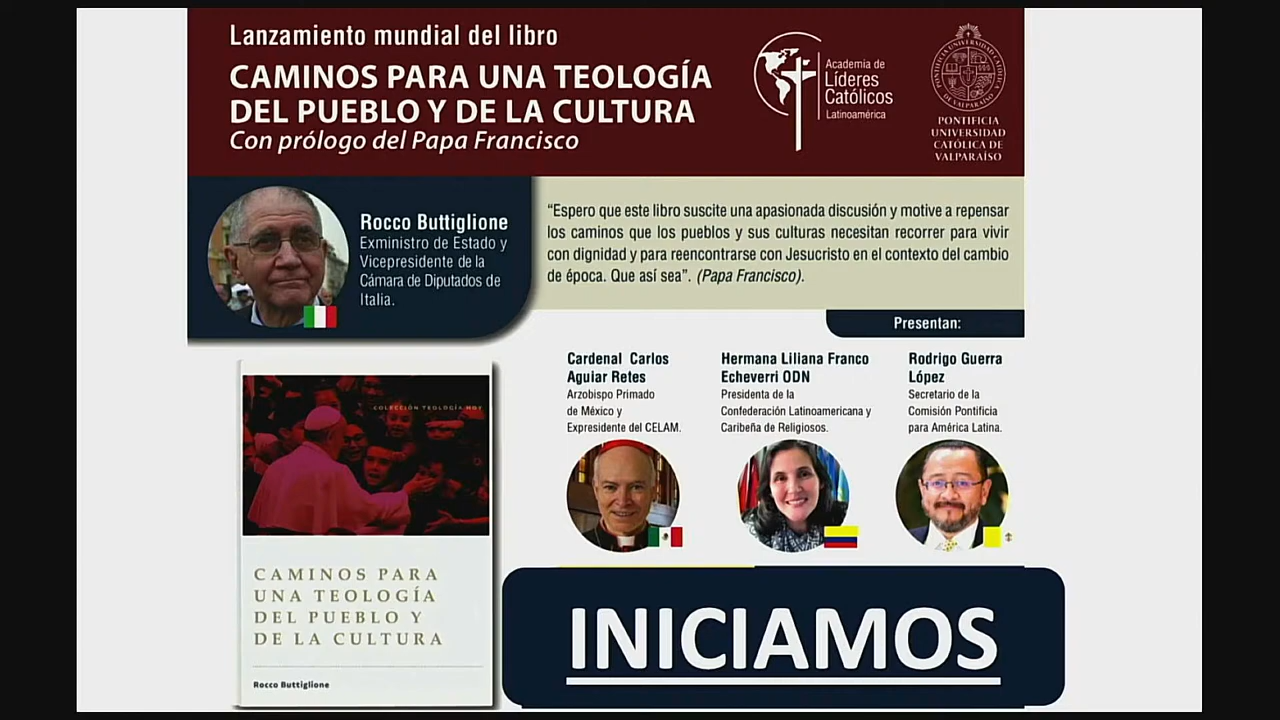 Lanzamiento mundial del libro
CAMINOS PARA UNA TEOLOGÍA
DEL PUEBLO Y DE LA CULTURA
Con prólogo del Papa Francisco
Academia de
Líderes
Católicos
Latinoamérica
PONTIFICIA
UNIVERSIDAD
CATÓLICA DE
VALPARAÍSO
Rocco Buttiglione
Exministro de Estado y
Vicepresidente de la
Cámara de Diputados de
Italia.
“Espero que este libro suscite una apasionada discusión y motive a repensar
los caminos que los pueblos y sus culturas necesitan recorrer para vivir
con dignidad y para reencontrarse con Jesucristo en el contexto del cambio
de época. Que así sea”. (Papa Francisco).
Presentan:
Cardenal Carlos
Aguiar Retes
Arzobispo Primado
de México y
Expresidente del CELAM.
Hermana Liliana Franco
Echeverri ODN
Presidenta de la
Confederación Latinoamericana y
Caribeña de Religiosos.
Rodrigo Guerra
López
Secretario de la
Comisión Pontificia
para América Latina.
COLECCIÓN TEOLOGÍA HOY
CAMINOS PARA
UNA TEOLOGÍA
DEL PUEBLO Y
DE LA CULTURA
Rocco Buttiglione
INICIAMOS